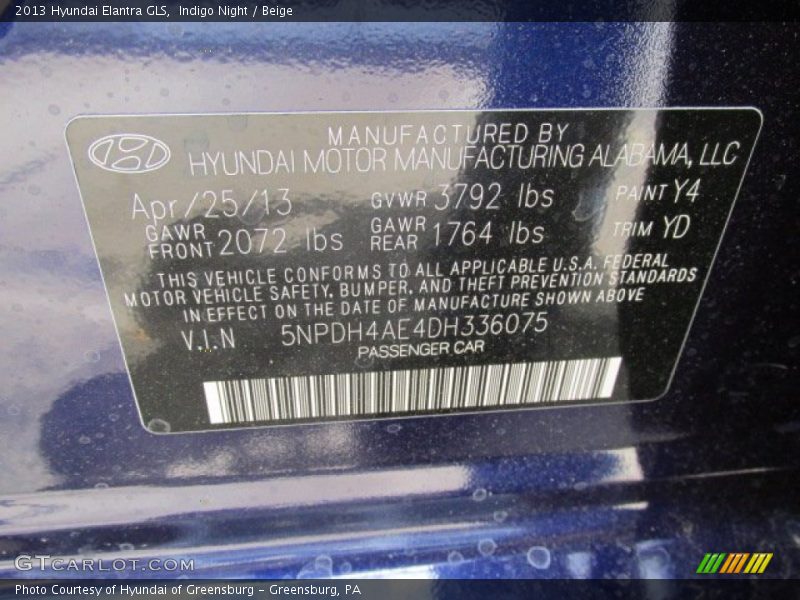 2013 Hyundai Elantra GLS,  Indigo Night / Beige
MANUFACTURED BY
HYUNDAI MOTOR MANUFACTURING ALABAMA, LLC
Apr/25/13 GVWR 3792 lbs PAINT Y4
GAWR FRONT 2072 lbs GAWR REAR 1764 lbs TRIM YD
THIS VEHICLE CONFORMS TO ALL APPLICABLE U.S.A. FEDERAL
MOTOR VEHICLE SAFETY, BUMPER, AND THEFT PREVENTION STANDARDS
IN EFFECT ON THE DATE OF MANUFACTURE SHOWN ABOVE
V.I.N 5NPDH4AE4DH336075
PASSENGER CAR
GTCARLOT.COM
Photo Courtesy of Hyundai of Greensburg – Greensburg, PA